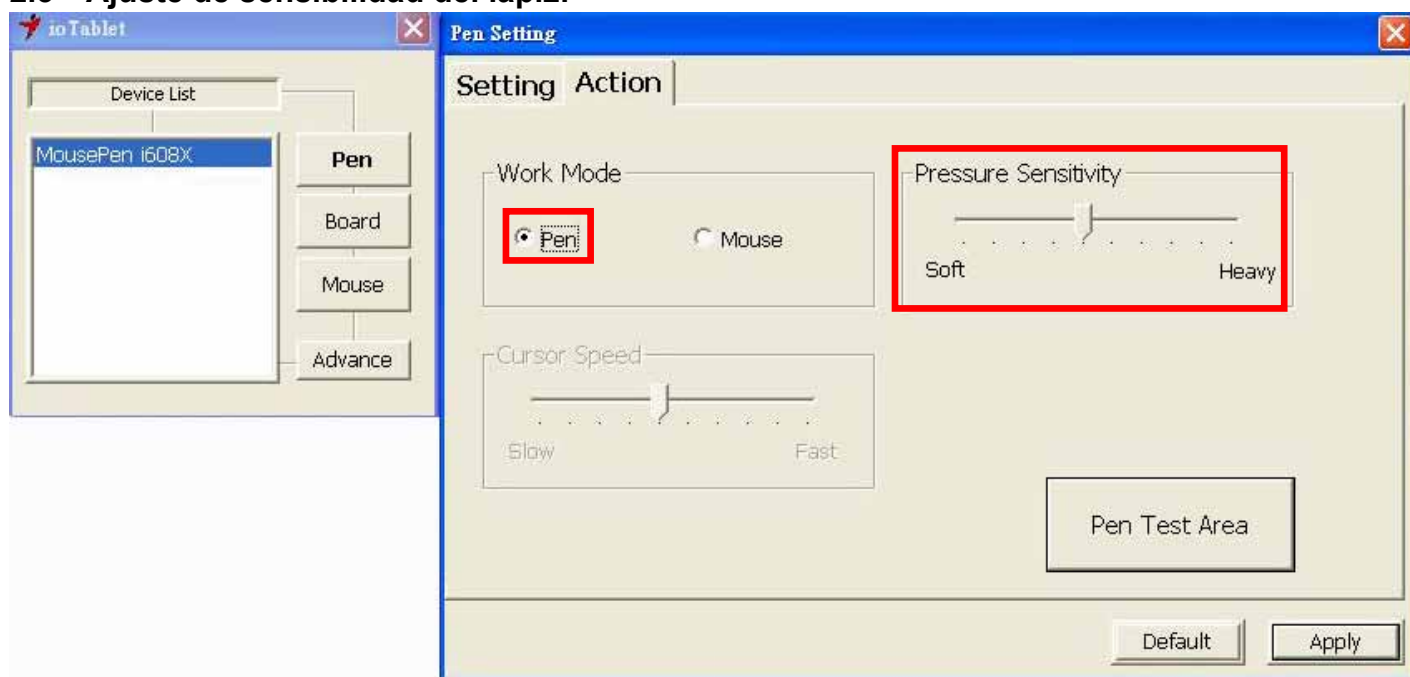 ioTablet
Device List
MousePen i608X
Pen
Board
Mouse
Advance
Pen Setting
Setting Action
Work Mode
Pen Mouse
Pressure Sensitivity
Soft Heavy
Cursor Speed
Slow Fast
Pen Test Area
Default Apply